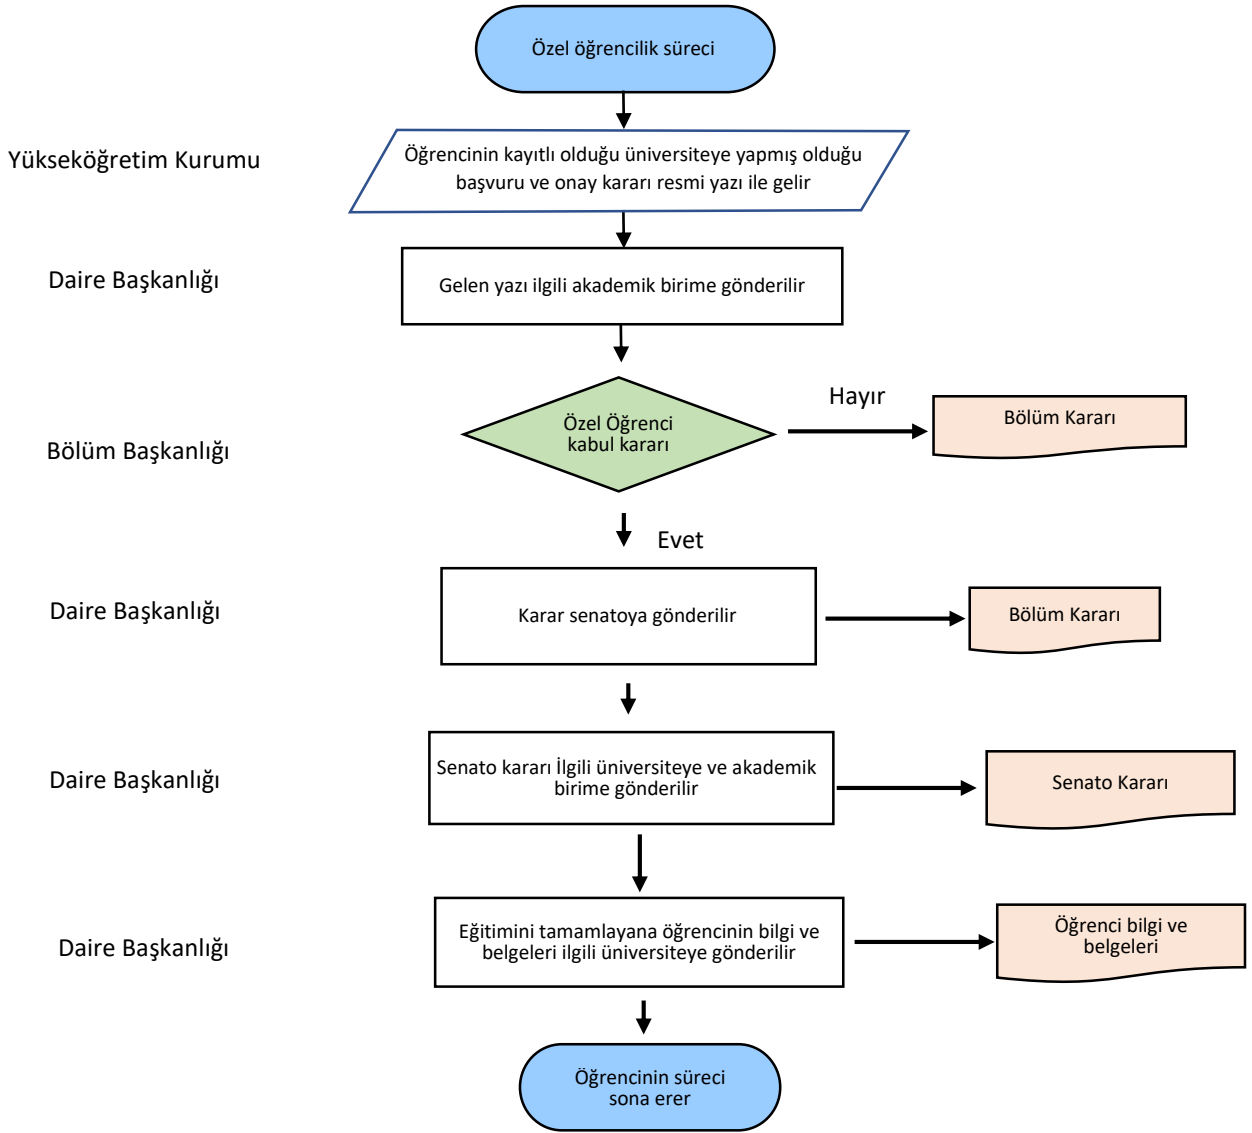 Özel öğrencilik süreci
Yükseköğretim Kurumu
Öğrencinin kayıtlı olduğu üniversiteye yapmış olduğu
başvuru ve onay kararı resmi yazı ile gelir
Daire Başkanlığı
Gelen yazı ilgili akademik birime gönderilir
Bölüm Başkanlığı
Özel Öğrenci
kabul kararı
Hayır
Bölüm Kararı
Evet
Daire Başkanlığı
Karar senatoya gönderilir
Bölüm Kararı
Daire Başkanlığı
Senato kararı İlgili üniversiteye ve akademik
birime gönderilir
Senato Kararı
Daire Başkanlığı
Eğitimini tamamlayana öğrencinin bilgi ve
belgeleri ilgili üniversiteye gönderilir
Öğrenci bilgi ve
belgeleri
Öğrencinin süreci
sona erer